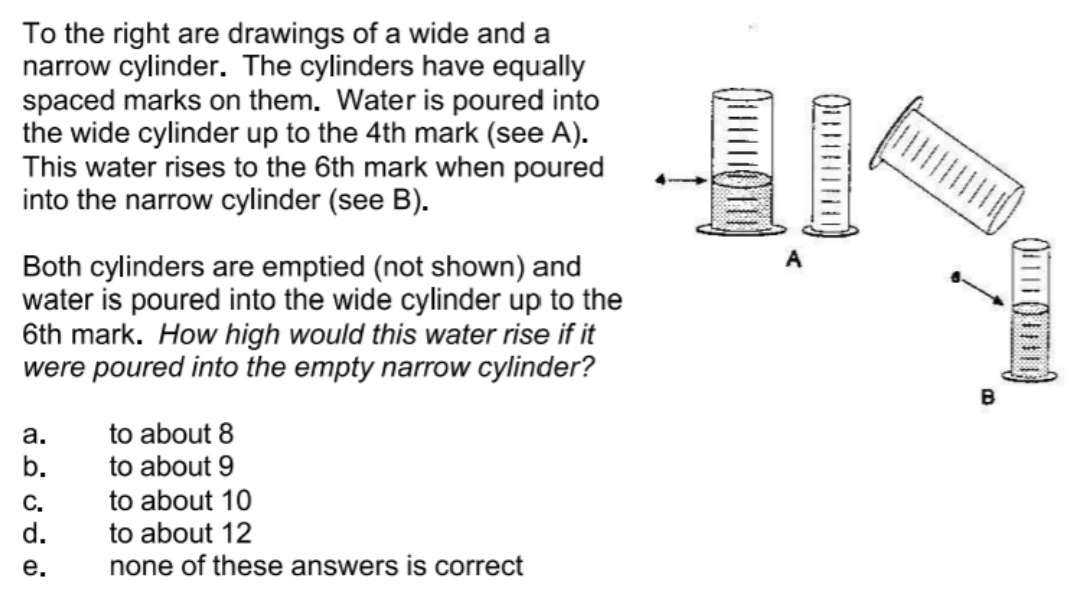 To the right are drawings of a wide and a
narrow cylinder. The cylinders have equally
spaced marks on them. Water is poured into
the wide cylinder up to the 4th mark (see A).
This water rises to the 6th mark when poured
into the narrow cylinder (see B).
Both cylinders are emptied (not shown) and
water is poured into the wide cylinder up to the
6th mark. How high would this water rise if it
were poured into the empty narrow cylinder?
a. to about 8
b. to about 9
c. to about 10
d. to about 12
e. none of these answers is correct
4
A
6
B